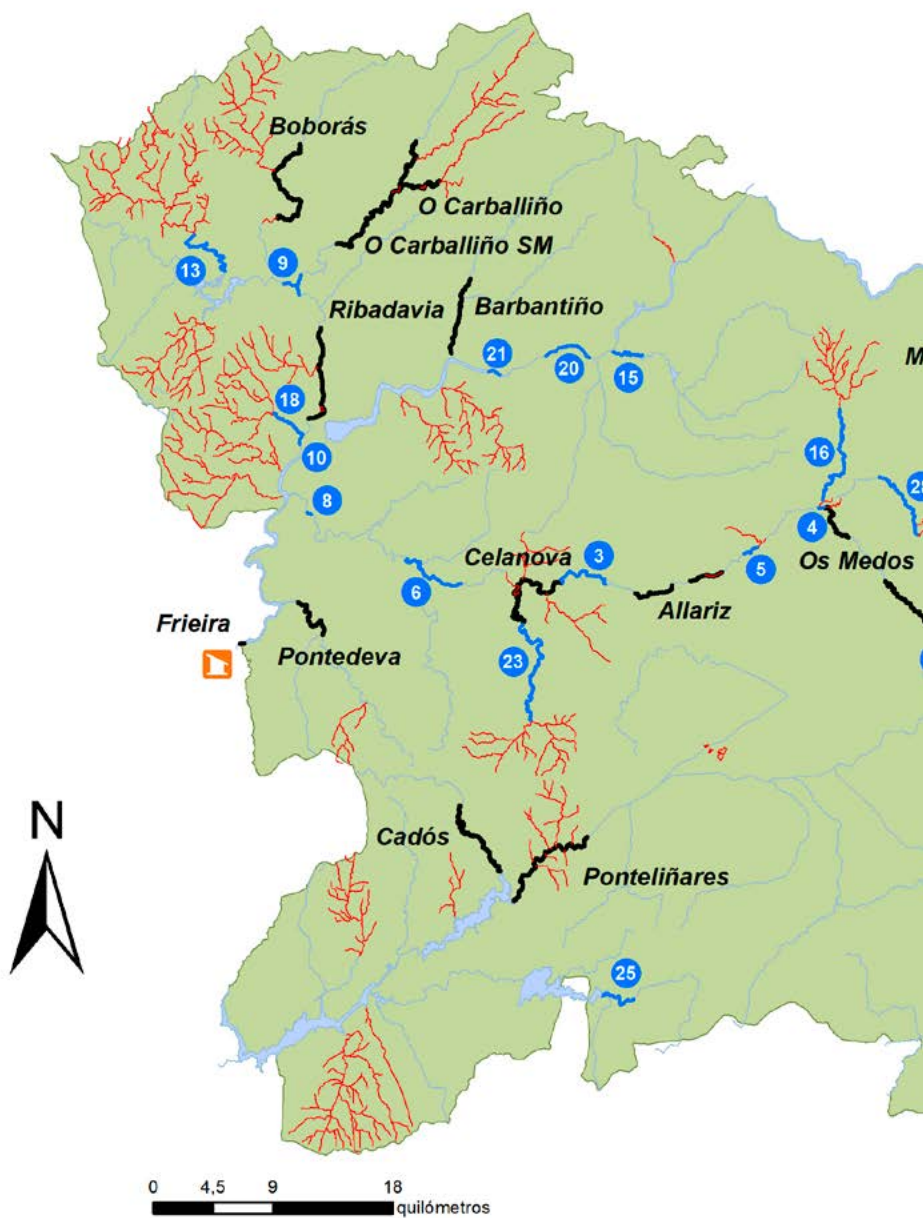 Boborás
O Carballiño
O Carballiño SM
13
9
Ribadavia
Barbantiño
21
20
15
M
18
10
16
8
4
5
Os Medos
Celanova
3
6
Allariz
Frieira
Pontedeva
23
N
Cadós
Ponteliñares
25
0 4,5 9 18
quilómetros